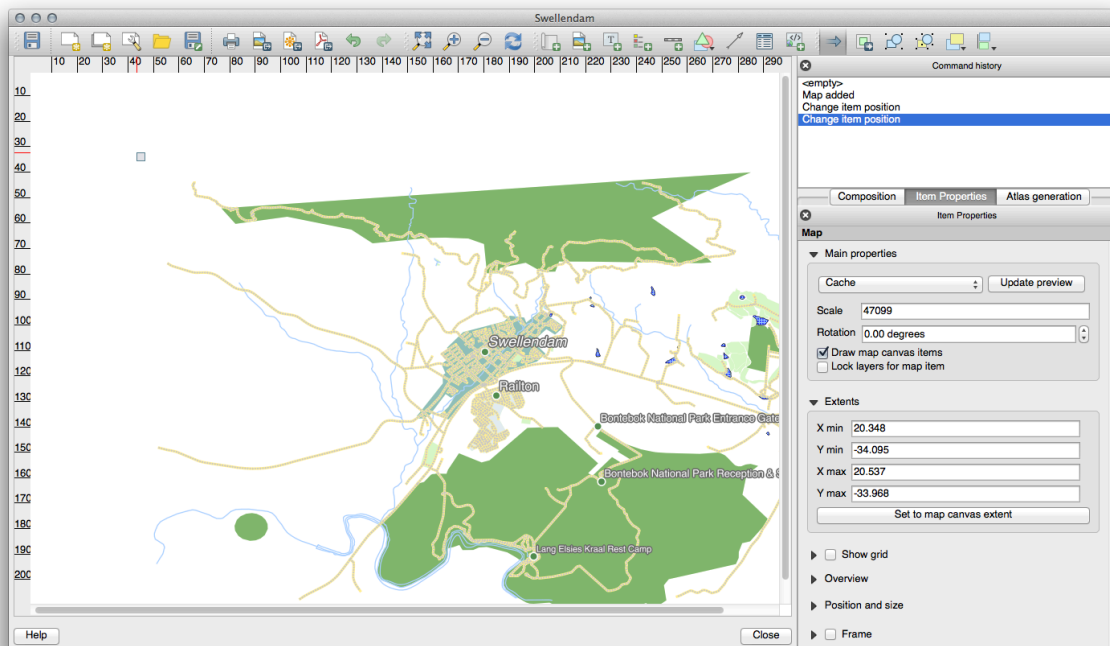 Swellendam
10 20 30 40 50 60 70 80 90 100 110 120 130 140 150 160 170 180 190 200 210 220 230 240 250 260 270 280 290
Command history
<empty>
Map added
Change item position
Change item position
10
20
30
40
50
60
70
80
90
100
110
120
130
140
150
160
170
180
190
200
Swellendam
Railton
Bontebok National Park Entrance Gate
Bontebok National Park Reception & S
Lang Elsies Kraal Rest Camp
Composition Item Properties Atlas generation
Item Properties
Map
Main properties
Cache Update preview
Scale 47099
Rotation 0.00 degrees
Draw map canvas items
Lock layers for map item
Extents
X min 20.348
Y min -34.095
X max 20.537
Y max -33.968
Set to map canvas extent
Show grid
Overview
Position and size
Frame
Help Close